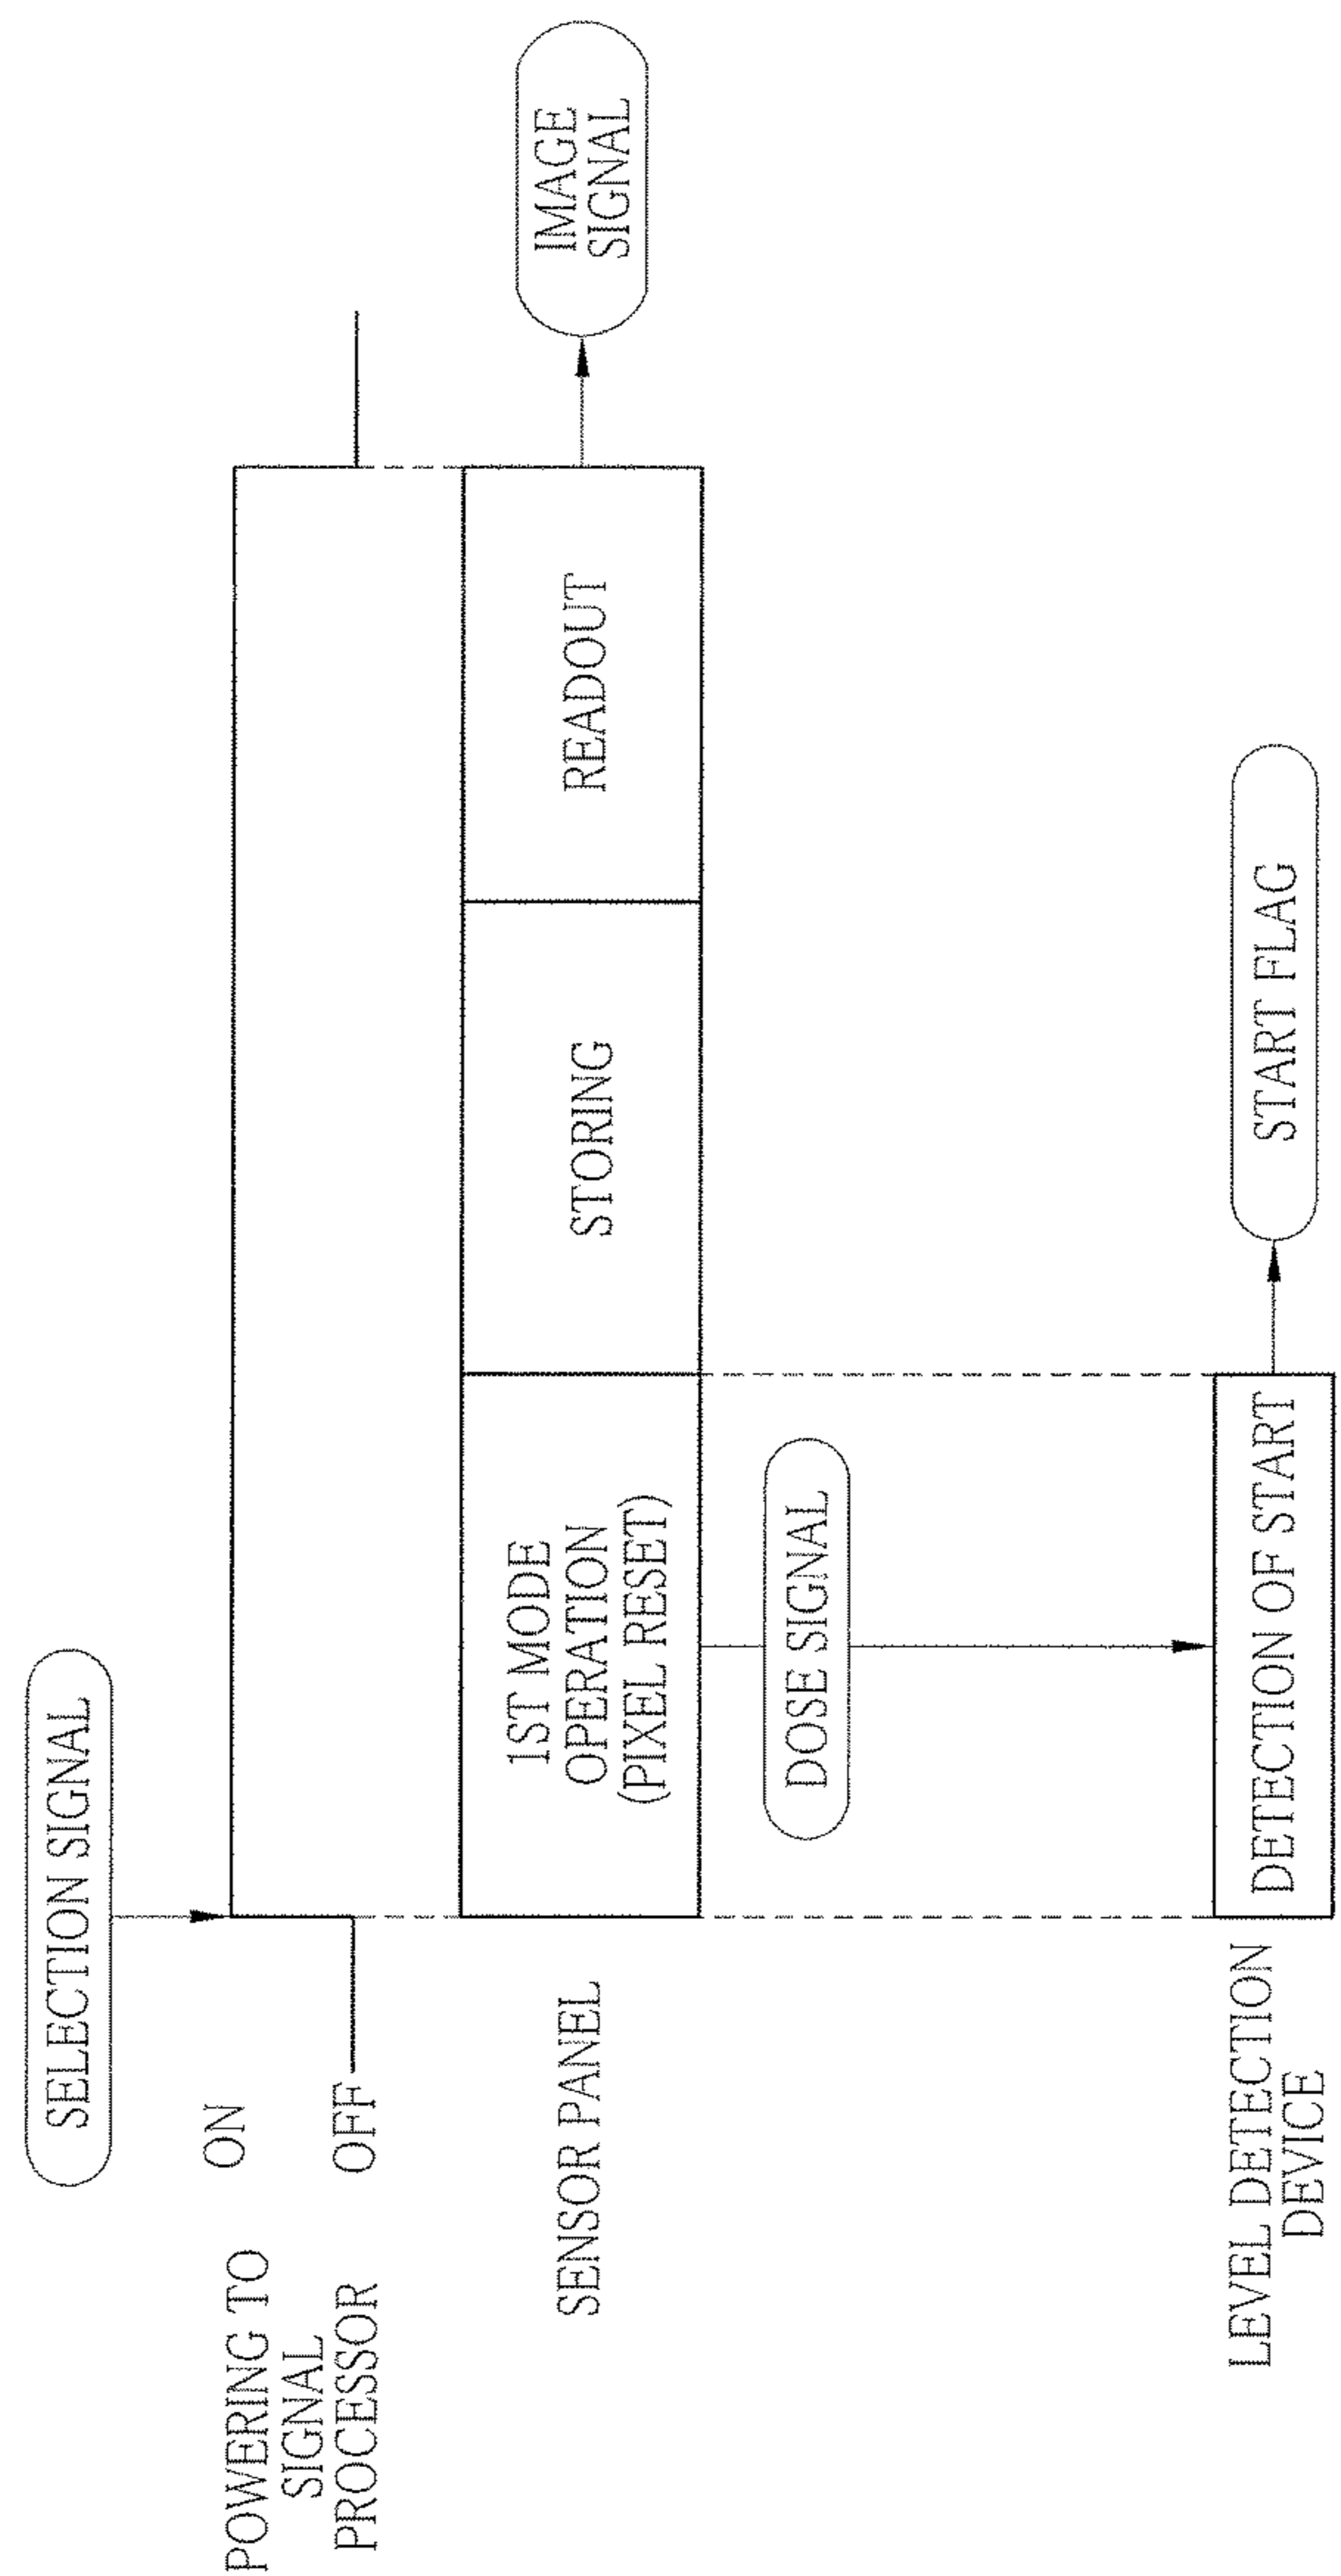 SELECTION SIGNAL
POWERING TO
SIGNAL
PROCESSOR
ON
OFF
SENSOR PANEL
1ST MODE
OPERATION
(PIXEL RESET)
STORING
READOUT
IMAGE
SIGNAL
DOSE SIGNAL
LEVEL DETECTION
DEVICE
DETECTION OF START
START FLAG